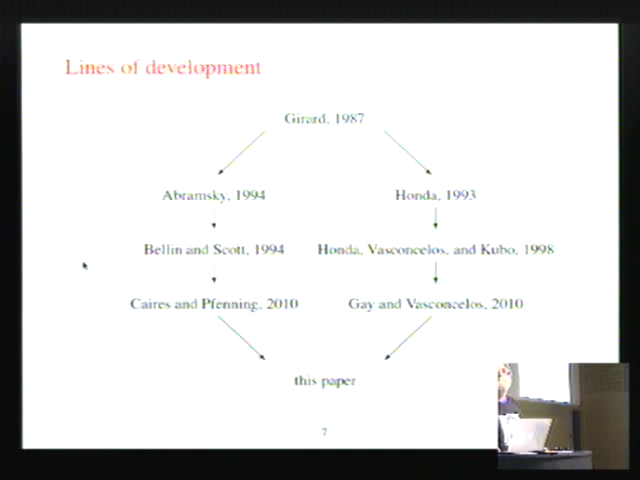 Lines of development
Girard, 1987
Abramsky, 1994 Honda, 1993
Bellin and Scott, 1994 Honda, Vasconcelos, and Kubo, 1998
Caires and Pfenning, 2010 Gay and Vasconcelos, 2010
this paper
7